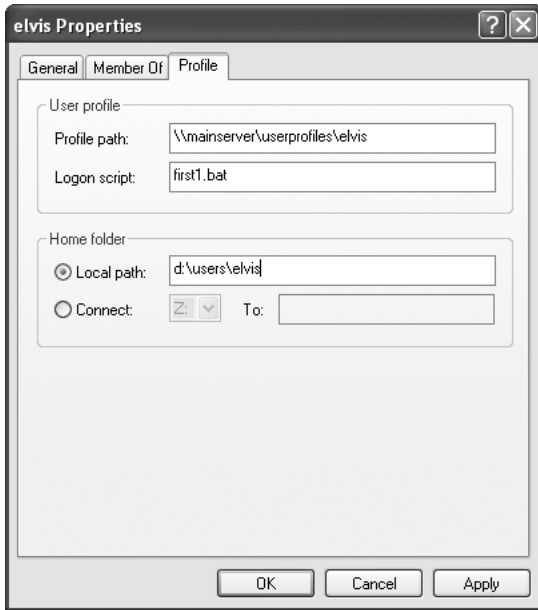 elvis Properties
General Member Of Profile
User profile
Profile path: \\mainserver\userprofiles\elvis
Logon script: first1.bat
Home folder
Local path: d:\users\elvis
Connect: Z: To:
OK Cancel Apply